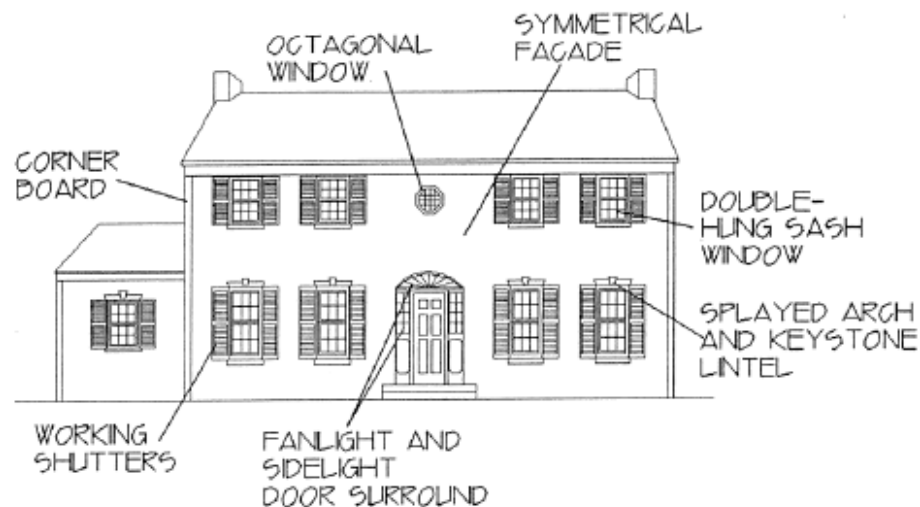 OCTAGONAL
WINDOW
SYMMETRICAL
FACADE
CORNER
BOARD
DOUBLE-
HUNG SASH
WINDOW
SPLAYED ARCH
AND KEYSTONE
LINTEL
WORKING
SHUTTERS
FANLIGHT AND
SIDELIGHT
DOOR SURROUND